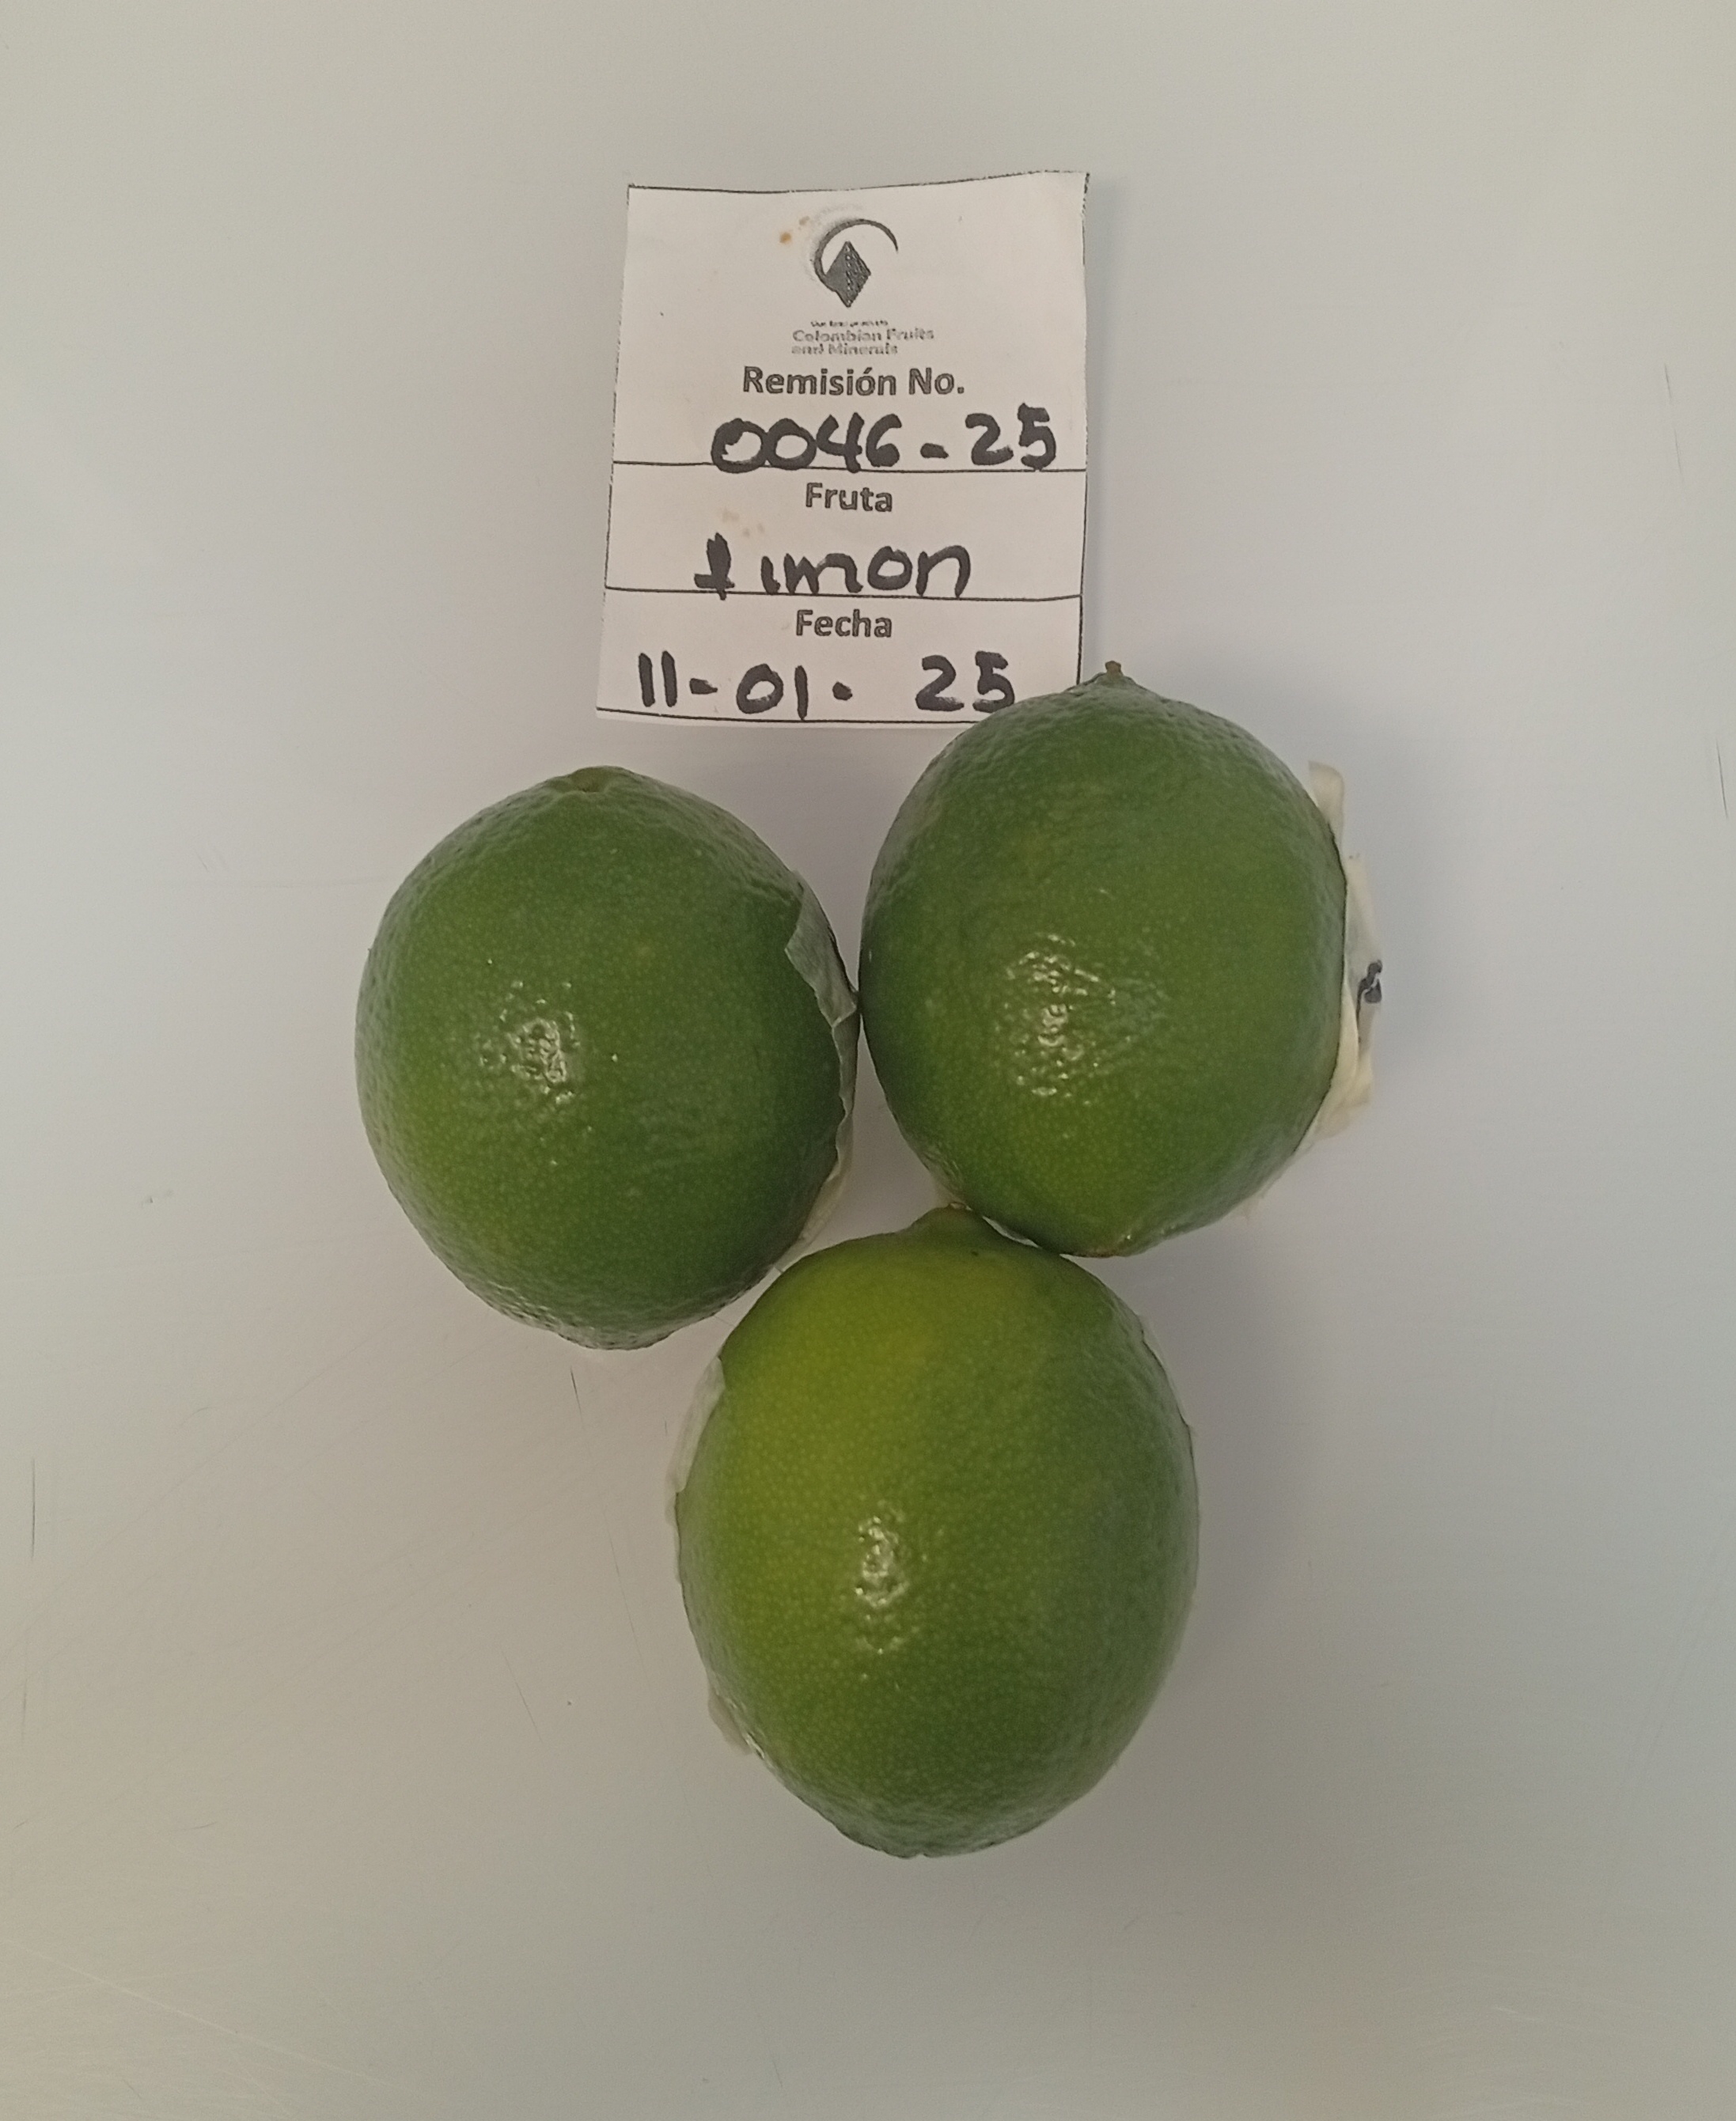 Colombian Fruits
and Minerals
Remisión No.
0046-25
Fruta
Limon
Fecha
11-01-25